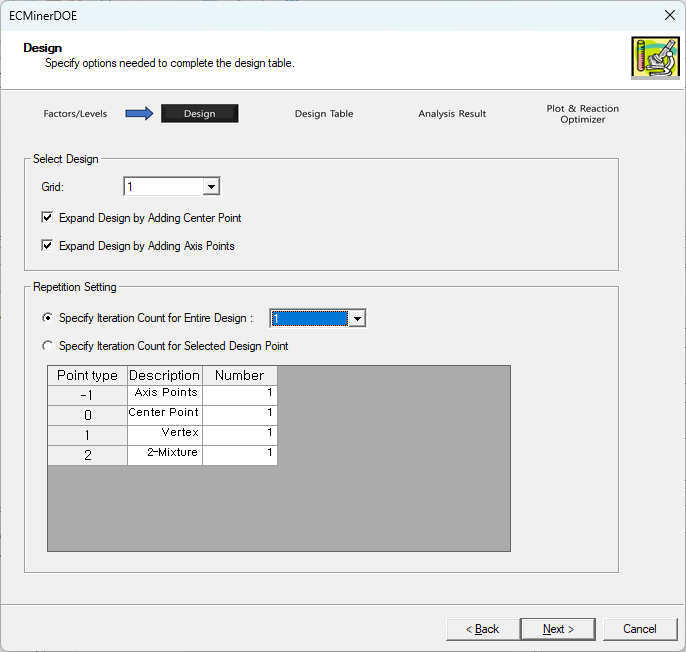 ECMinerDOE
Design
Specify options needed to complete the design table.
Factors/Levels
Design
Design Table
Analysis Result
Plot & Reaction
Optimizer
Select Design
Grid:
1
Expand Design by Adding Center Point
Expand Design by Adding Axis Points
Repetition Setting
Specify Iteration Count for Entire Design :
1
Specify Iteration Count for Selected Design Point
Point type Description Number
-1 Axis Points 1
0 Center Point 1
1 Vertex 1
2 2-Mixture 1
< Back
Next >
Cancel